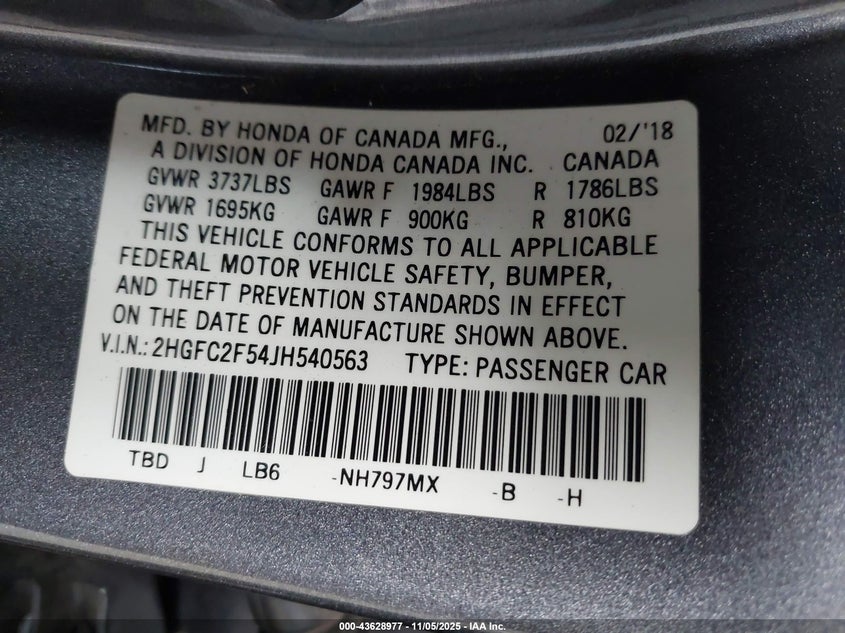 MFD. BY HONDA OF CANADA MFG., 02/'18
A DIVISION OF HONDA CANADA INC. CANADA
GVWR 3737LBS GAWR F 1984LBS R 1786LBS
GVWR 1695KG GAWR F 900KG R 810KG
THIS VEHICLE CONFORMS TO ALL APPLICABLE
FEDERAL MOTOR VEHICLE SAFETY, BUMPER,
AND THEFT PREVENTION STANDARDS IN EFFECT
ON THE DATE OF MANUFACTURE SHOWN ABOVE.
V.I.N.: 2HGFC2F54JH540563 TYPE: PASSENGER CAR
TBD J LB6 -NH797MX -B -H
000-43628977 - 11/05/2025 - IAA Inc.